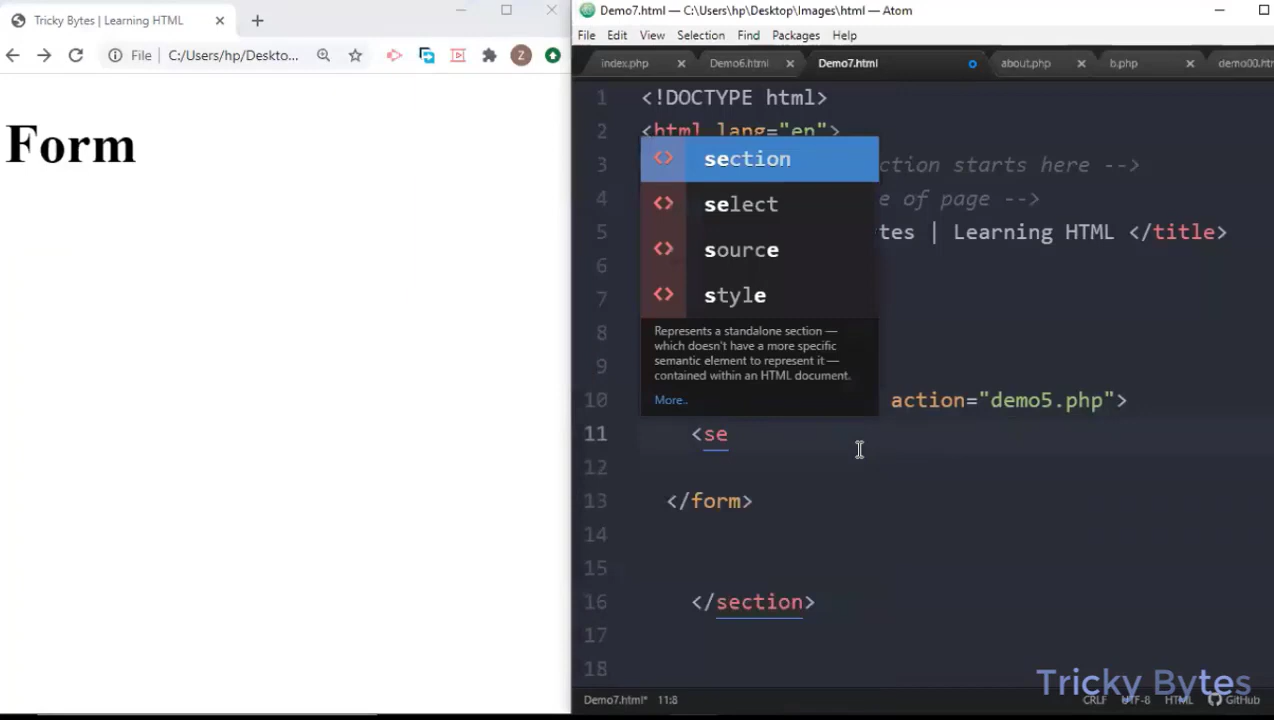 Tricky Bytes | Learning HTML
File | C:/Users/hp/Deskto...
Z
Form
Demo7.html — C:\Users\hp\Desktop\Images\html — Atom
File Edit View Selection Find Packages Help
index.php Demo6.html Demo7.html about.php b.php demo00.htm
1 <!DOCTYPE html>
2 <html lang="en">
3 ction starts here -->
4 e of page -->
5 tes | Learning HTML </title>
6
7
8
9
10 action="demo5.php">
11 <se
12
13 </form>
14
15
16 </section>
17
18
section
select
source
style
Represents a standalone section —
which doesn't have a more specific
semantic element to represent it —
contained within an HTML document.
More..
Tricky Bytes
Demo7.html* 11:8 CRLF UTF-8 HTML GitHub